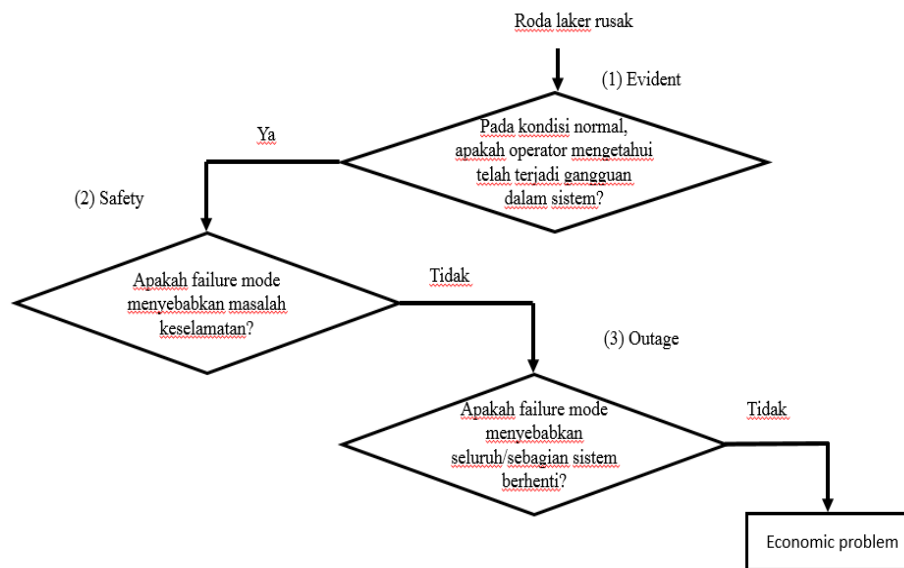 Roda laker rusak
(1) Evident
Pada kondisi normal,
apakah operator mengetahui
telah terjadi gangguan
dalam sistem?
Ya
(2) Safety
Apakah failure mode
menyebabkan masalah
keselamatan?
Tidak
(3) Outage
Apakah failure mode
menyebabkan
seluruh/sebagian sistem
berhenti?
Tidak
Economic problem